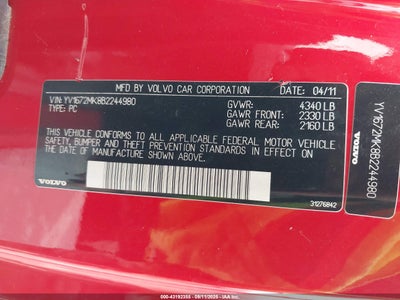 MFD BY VOLVO CAR CORPORATION DATE: 04/11
VIN: YV1672MK8B2244980 GVWR: 4340 LB
TYPE: PC GAWR FRONT: 2330 LB
GAWR REAR: 2160 LB
THIS VEHICLE CONFORMS TO ALL APPLICABLE FEDERAL MOTOR VEHICLE
SAFETY, BUMPER AND THEFT PREVENTION STANDARDS IN EFFECT
ON THE DATE OF MANUFACTURE SHOWN ABOVE.
VOLVO
31276842
YV1672MK8B2244980
VOLVO
000-43192355 - 09/11/2025 - IAA Inc.